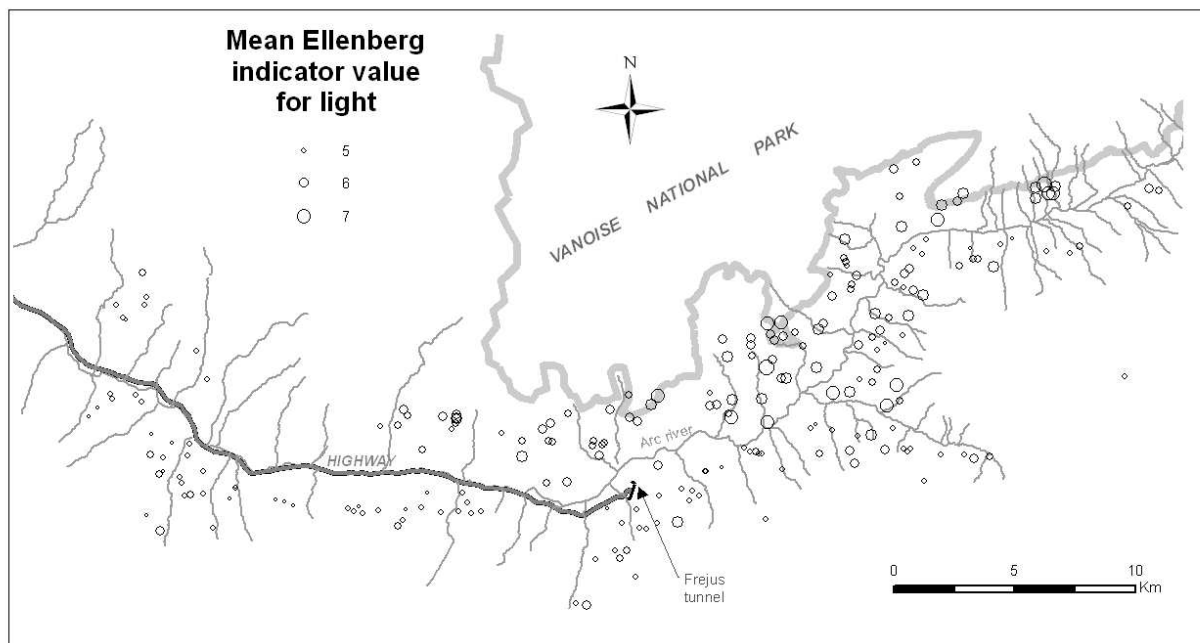 Mean Ellenberg
indicator value
for light
5
6
7
N
VANOISE NATIONAL PARK
Arc river
HIGHWAY
Frejus
tunnel
0 5 10
Km